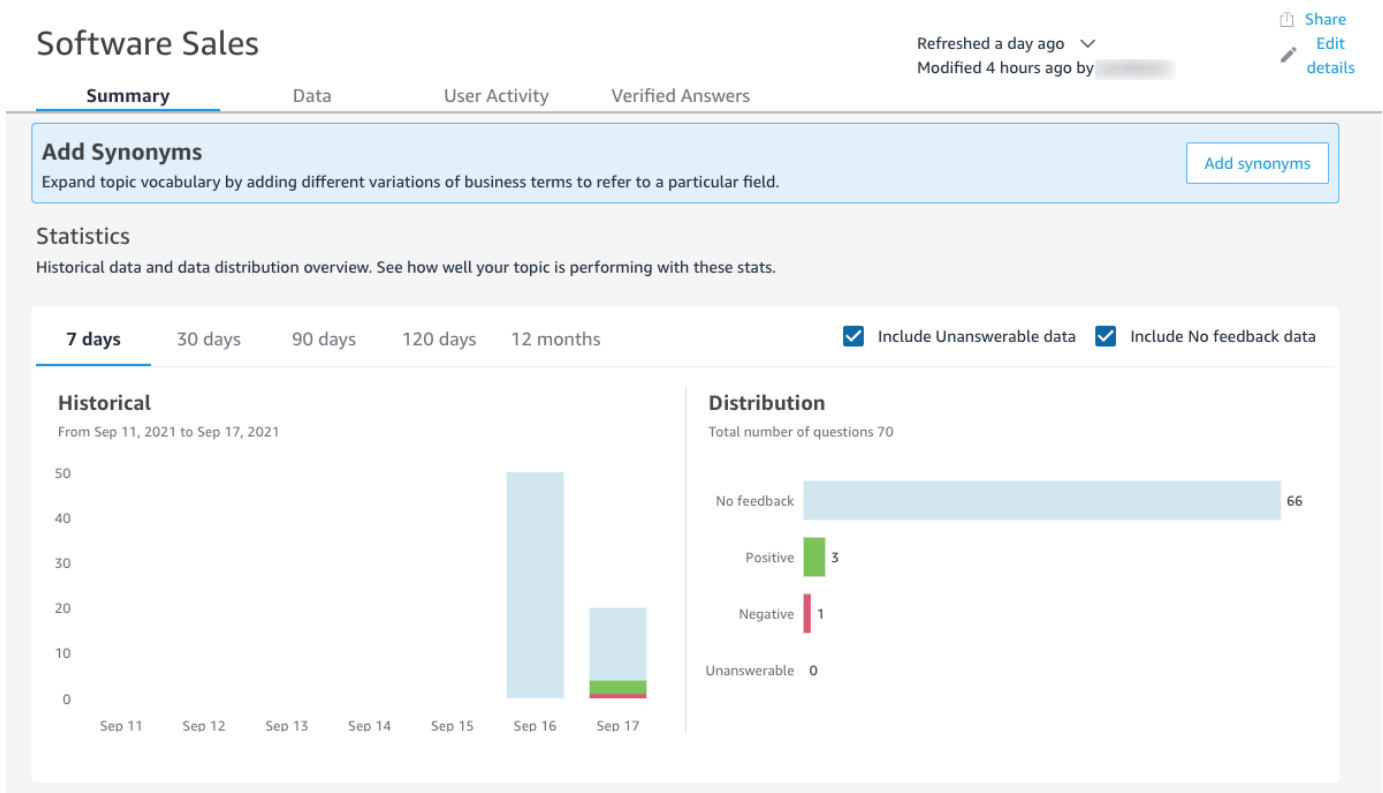 Software Sales
Refreshed a day ago
Modified 4 hours ago by
Share
Edit
details
Summary Data User Activity Verified Answers
Add Synonyms
Expand topic vocabulary by adding different variations of business terms to refer to a particular field.
Add synonyms
Statistics
Historical data and data distribution overview. See how well your topic is performing with these stats.
7 days 30 days 90 days 120 days 12 months
Include Unanswerable data Include No feedback data
Historical
From Sep 11, 2021 to Sep 17, 2021
50
40
30
20
10
0
Sep 11 Sep 12 Sep 13 Sep 14 Sep 15 Sep 16 Sep 17
Distribution
Total number of questions 70
No feedback 66
Positive 3
Negative 1
Unanswerable 0